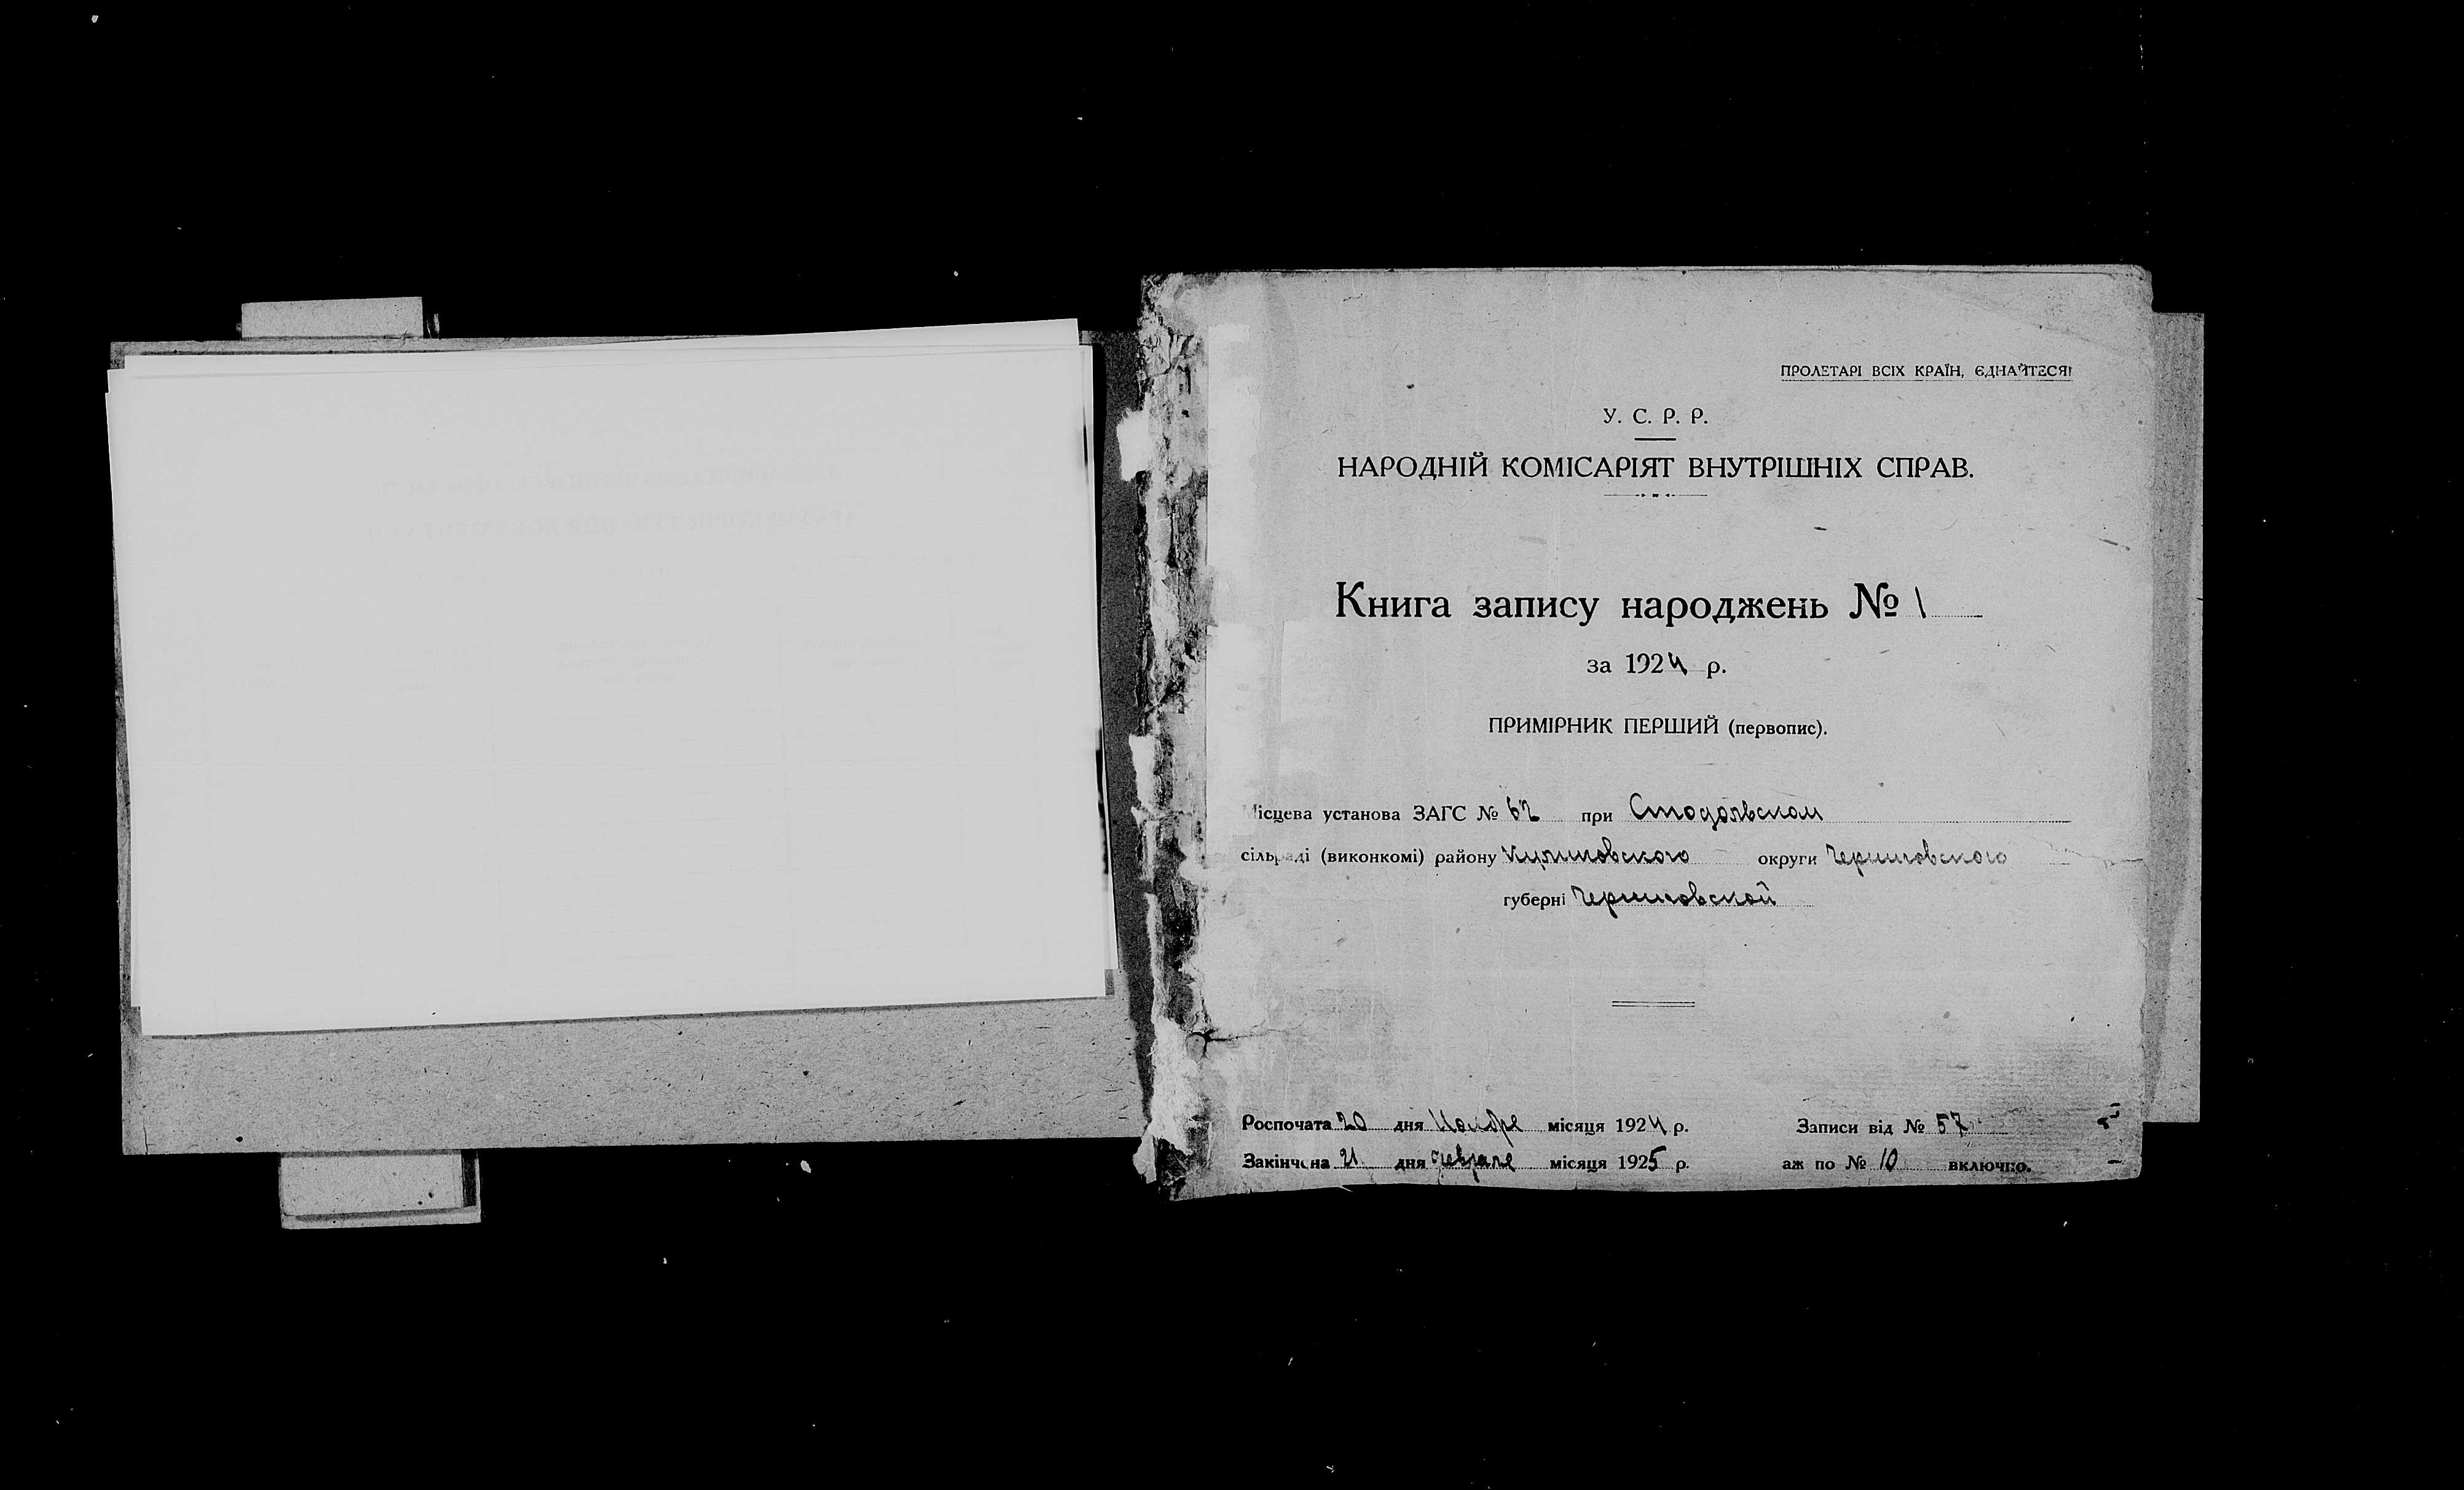 ПРОЛЕТАРІ ВСІХ КРАЇН, ЄДНАЙТЕСЯ!
У. С. Р. Р.
НАРОДНІЙ КОМІСАРІЯТ ВНУТРІШНІХ СПРАВ.
Книга запису народжень № 1
за 1924 р.
ПРИМІРНИК ПЕРШИЙ (первопис).
Місцева установа ЗАГС № 62 при
сільраді (виконкомі) району Куликовского округи Черниговского
губерні Черниговской
Роспочата 20 дня Ноября місяця 1924 р. Записи від № 57
Закінчена 21 дня Февраля місяця 1925 р. аж по № 10 включно.